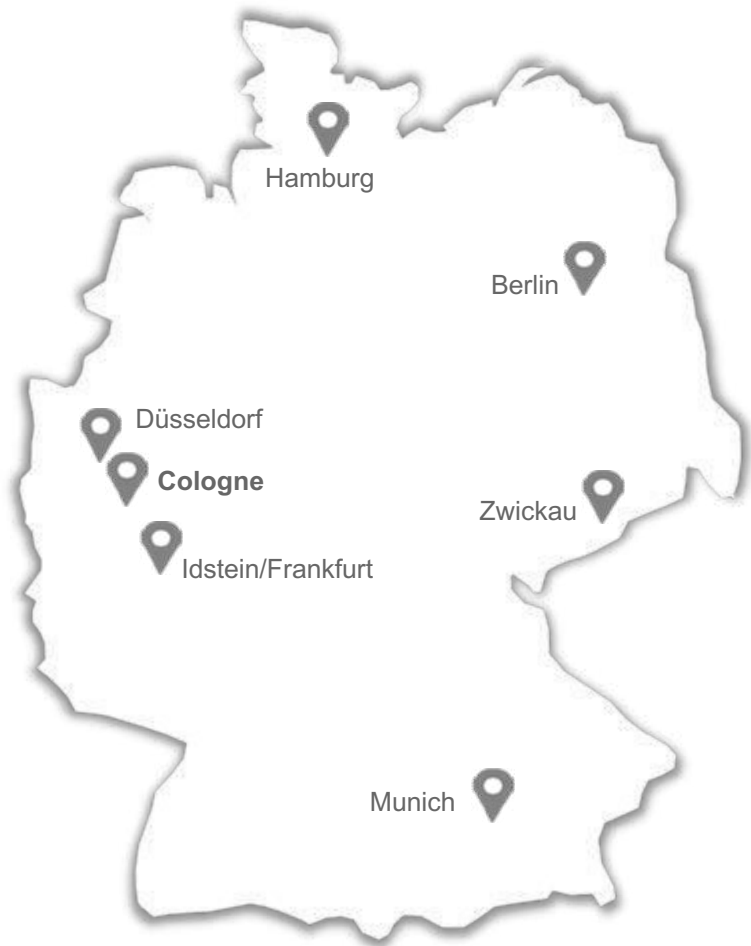 Hamburg
Berlin
Düsseldorf
Cologne
Zwickau
Idstein/Frankfurt
Munich